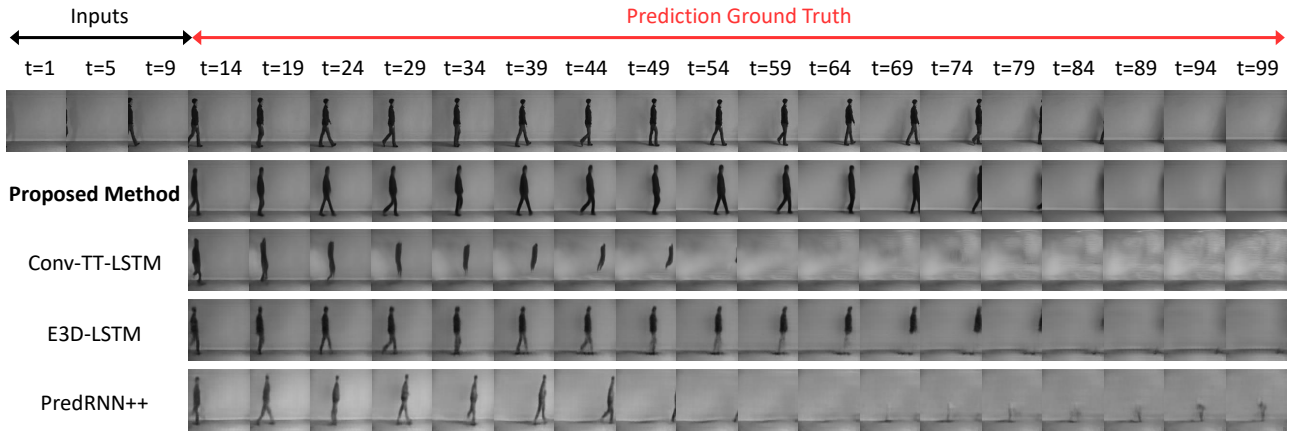 Inputs
Prediction Ground Truth
t=1 t=5 t=9 t=14 t=19 t=24 t=29 t=34 t=39 t=44 t=49 t=54 t=59 t=64 t=69 t=74 t=79 t=84 t=89 t=94 t=99
Proposed Method
Conv-TT-LSTM
E3D-LSTM
PredRNN++